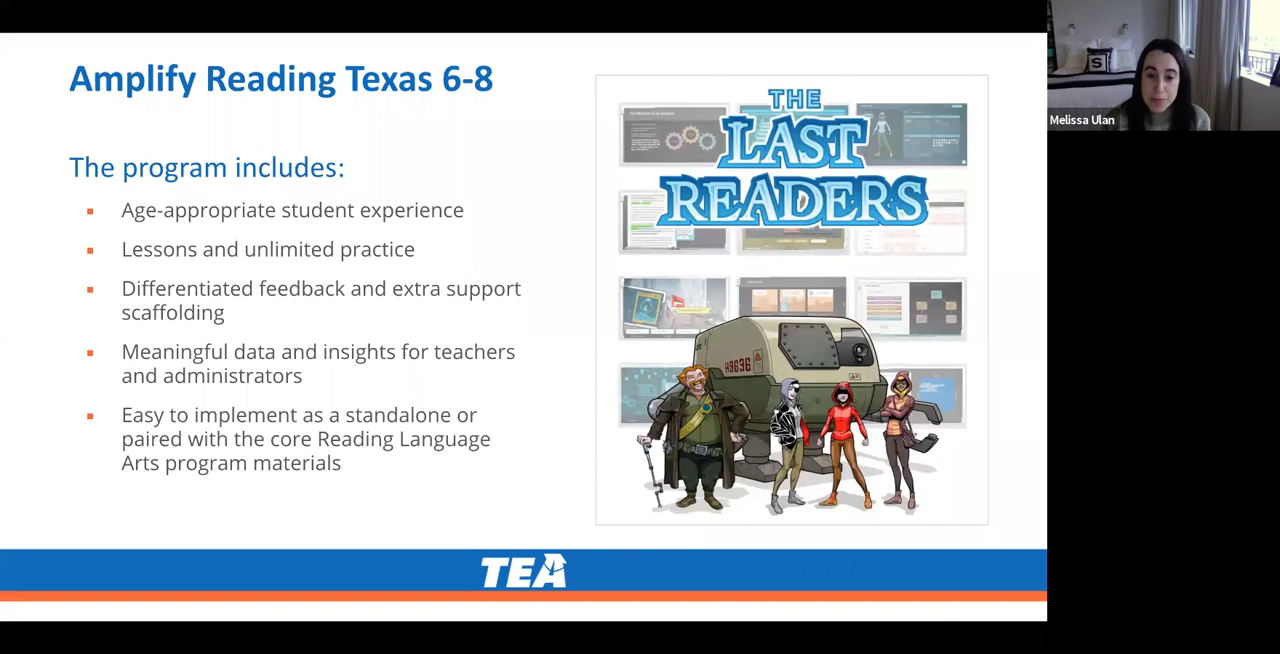 Amplify Reading Texas 6-8
The program includes:
Age-appropriate student experience
Lessons and unlimited practice
Differentiated feedback and extra support
scaffolding
Meaningful data and insights for teachers
and administrators
Easy to implement as a standalone or
paired with the core Reading Language
Arts program materials
THE
LAST
READERS
TEA
Melissa Ulan
S